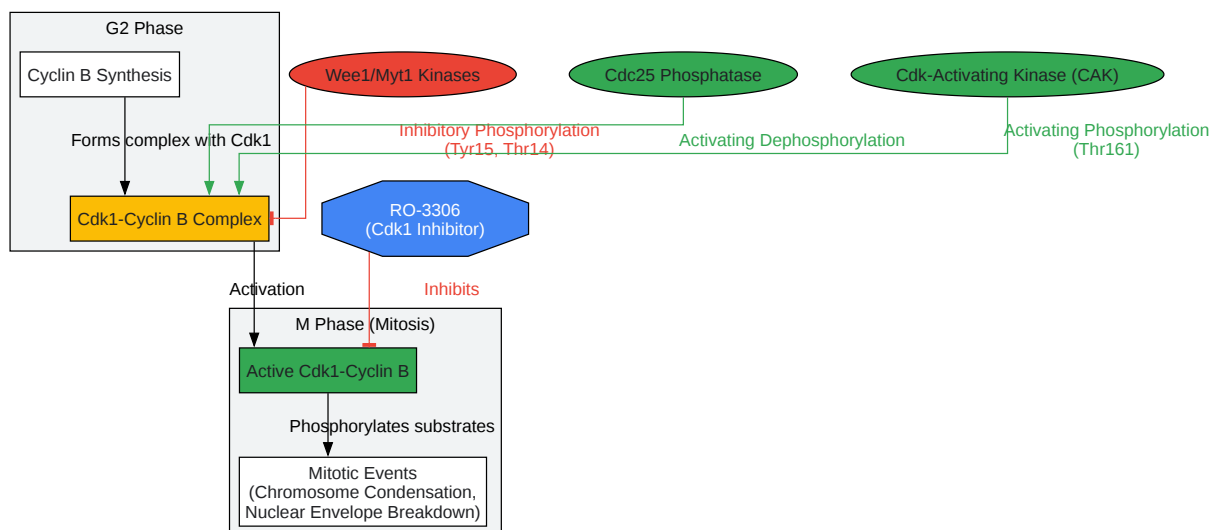 G2 Phase
Cyclin B Synthesis
Wee1/Myt1 Kinases
Cdc25 Phosphatase
Cdk-Activating Kinase (CAK)
Forms complex with Cdk1
Inhibitory Phosphorylation
(Tyr15, Thr14)
Activating Dephosphorylation
Activating Phosphorylation
(Thr161)
Cdk1-Cyclin B Complex
RO-3306
(Cdk1 Inhibitor)
Activation
Inhibits
M Phase (Mitosis)
Active Cdk1-Cyclin B
Phosphorylates substrates
Mitotic Events
(Chromosome Condensation,
Nuclear Envelope Breakdown)